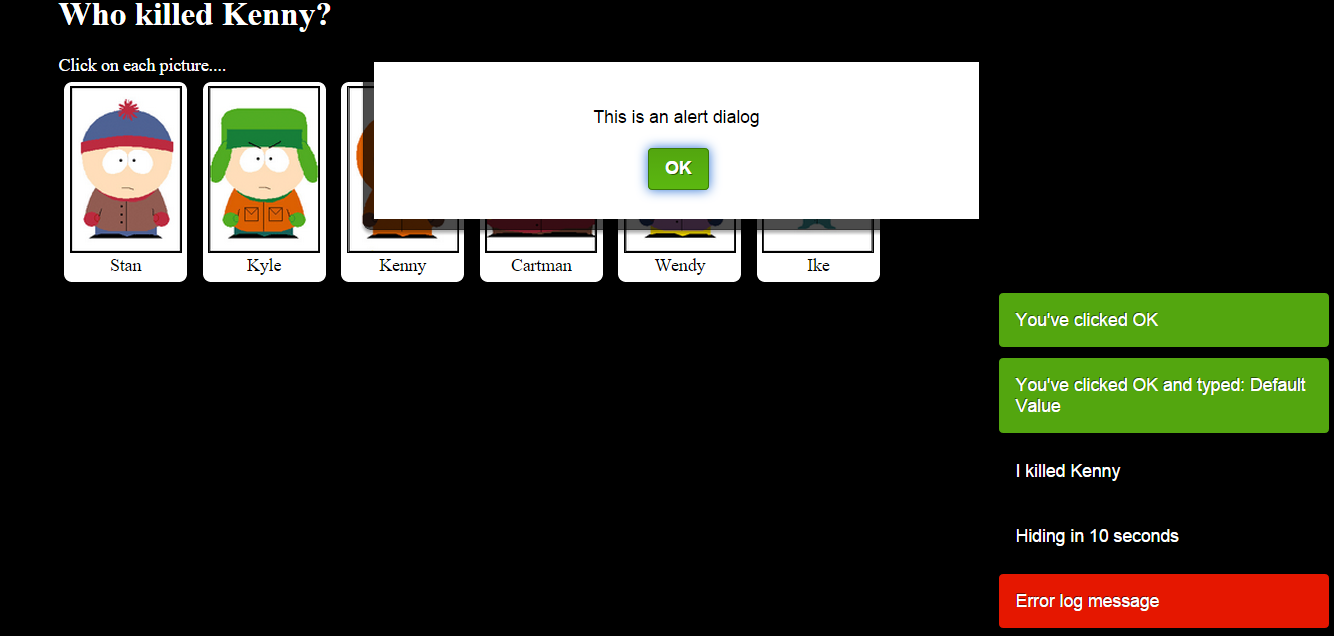 Who killed Kenny?
Click on each picture....
This is an alert dialog
OK
Stan
Kyle
Kenny
Cartman
Wendy
Ike
You've clicked OK
You've clicked OK and typed: Default
Value
I killed Kenny
Hiding in 10 seconds
Error log message